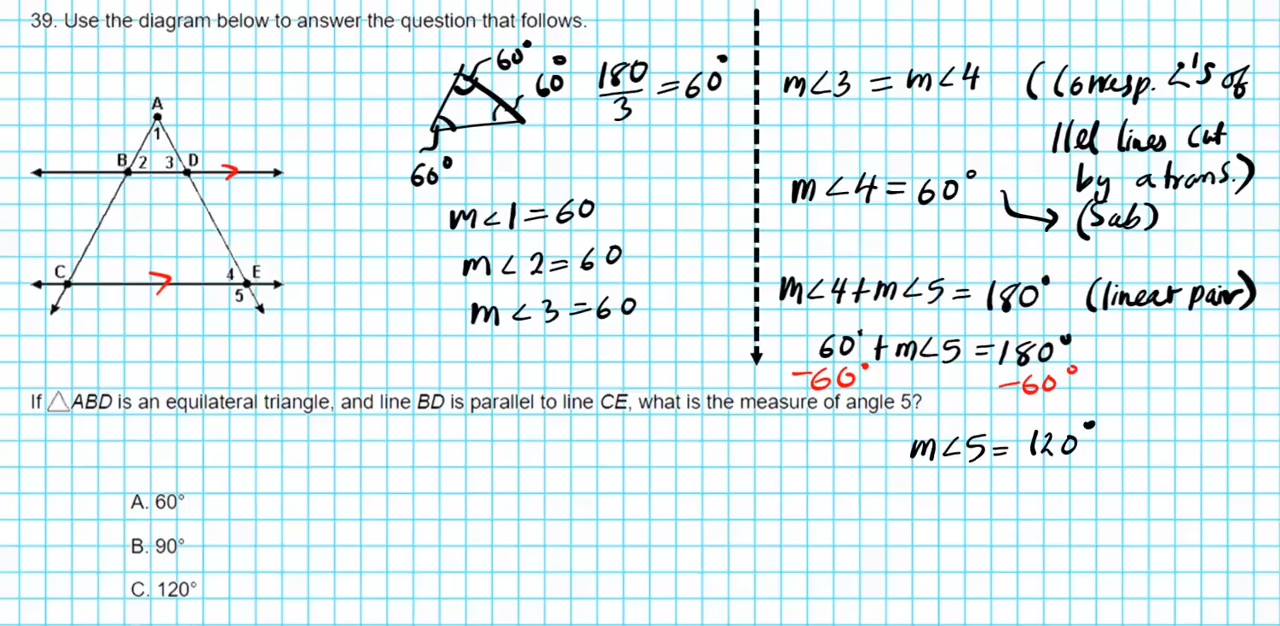 39. Use the diagram below to answer the question that follows.
A
1
B 2 3 D
C 4 E
5
60°
60° 180/3 = 60°
60°
m∠1=60
m∠2=60
m∠3=60
m∠3 = m∠4 (Corresp. ∠'s of
||el lines cut
by a trans.)
m∠4=60°
(Sub)
m∠4+m∠5=180° (linear pair)
60°+m∠5=180°
-60° -60°
If △ABD is an equilateral triangle, and line BD is parallel to line CE, what is the measure of angle 5?
m∠5= 120°
A. 60°
B. 90°
C. 120°